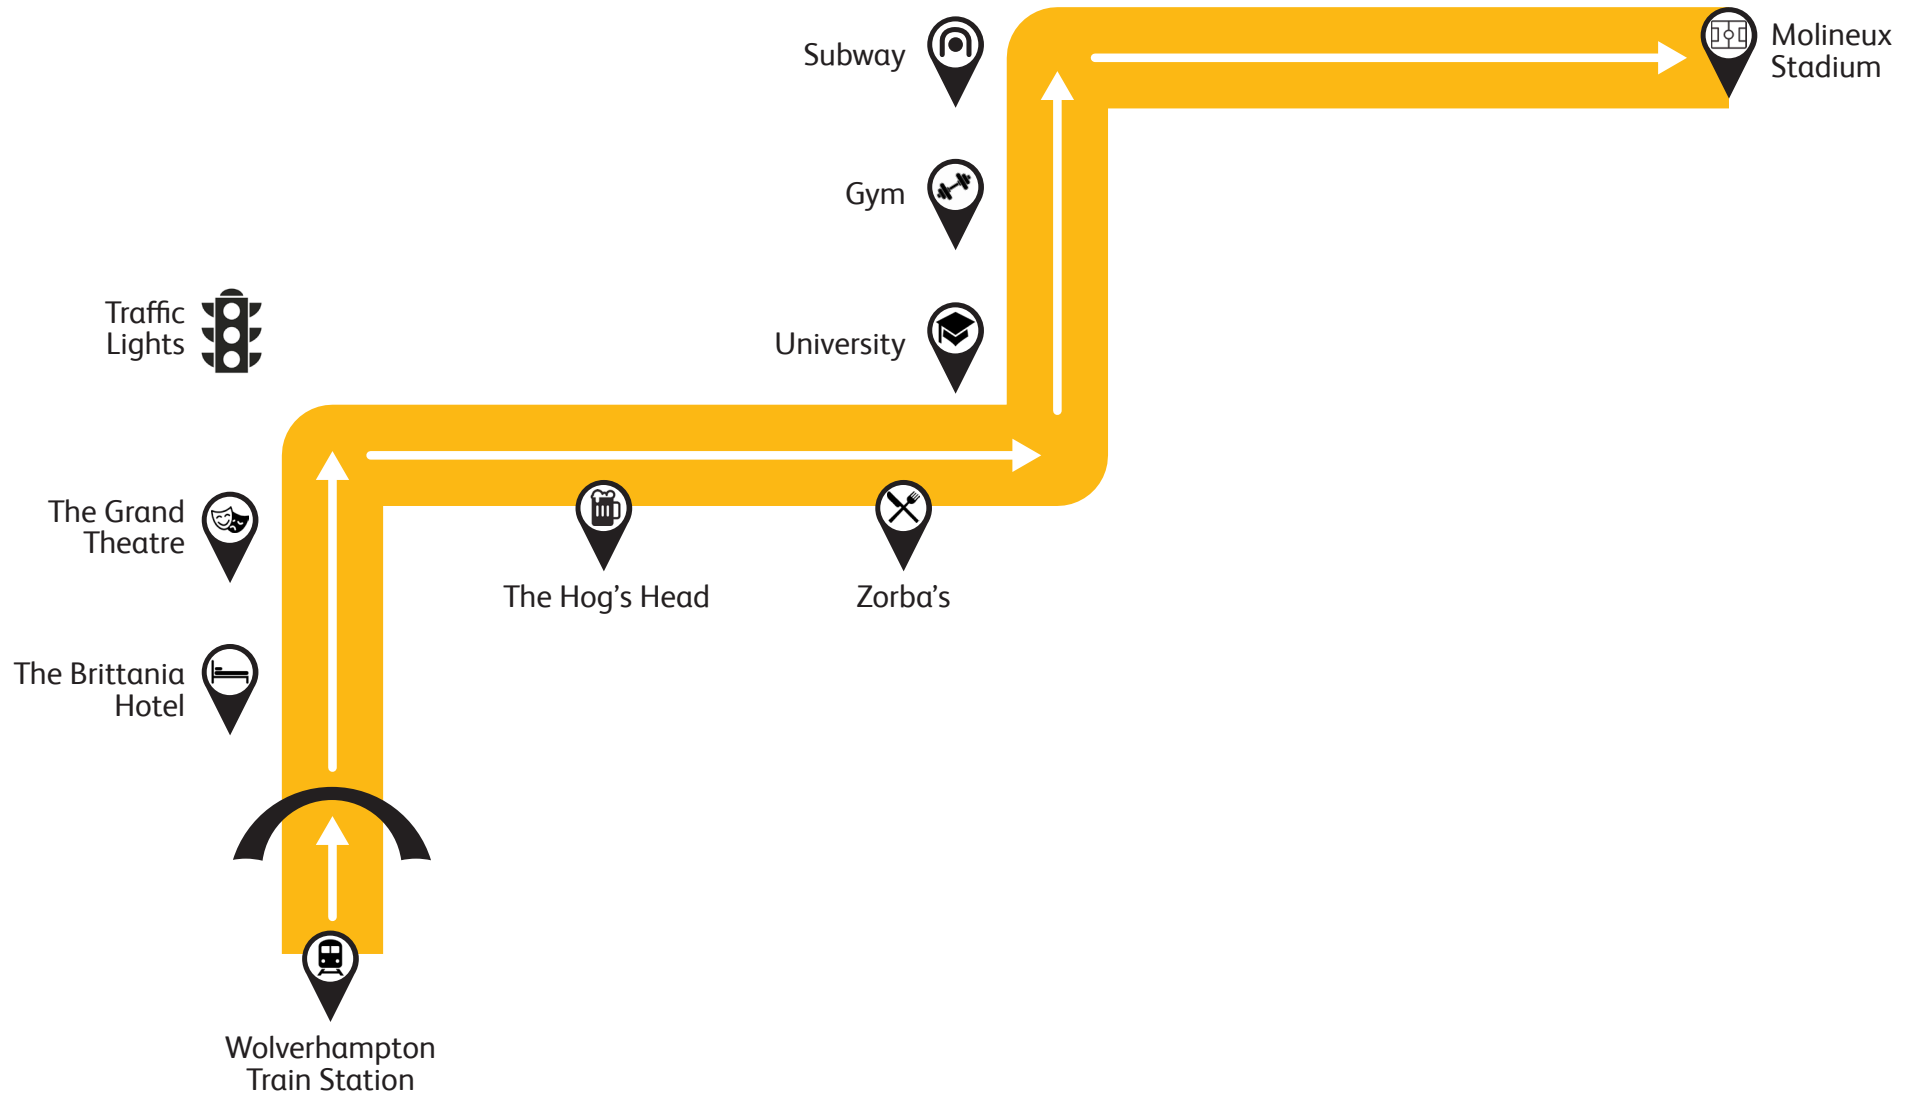 Subway
Molineux
Stadium
Gym
Traffic
Lights
University
The Grand
Theatre
The Hog’s Head
Zorba’s
The Brittania
Hotel
Wolverhampton
Train Station